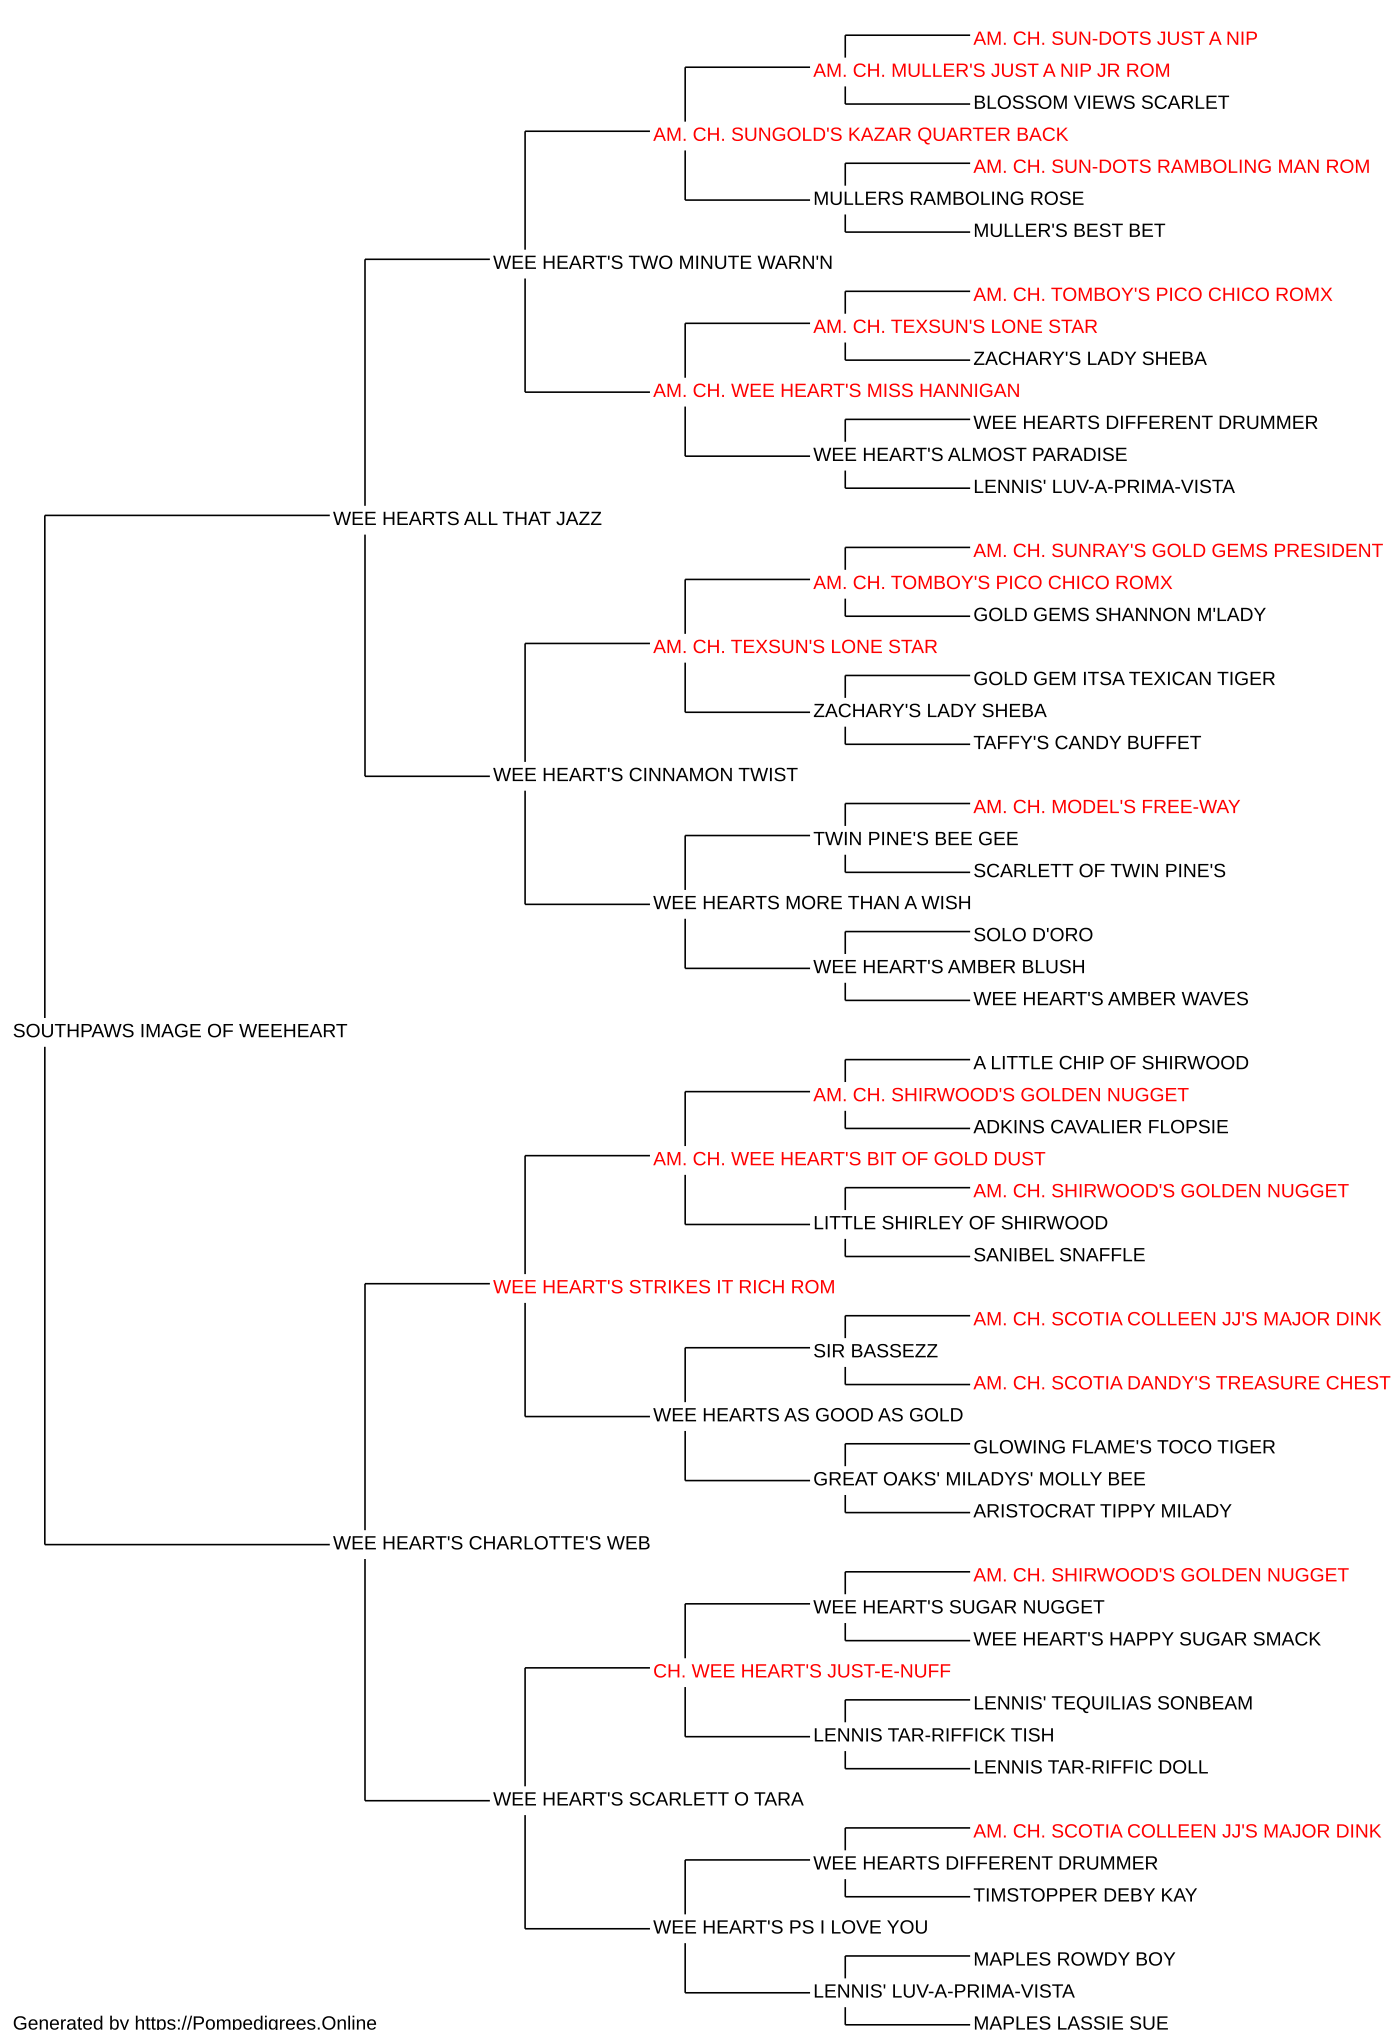 AM. CH. SUN-DOTS JUST A NIP
AM. CH. MULLER'S JUST A NIP JR ROM
BLOSSOM VIEWS SCARLET
AM. CH. SUNGOLD'S KAZAR QUARTER BACK
AM. CH. SUN-DOTS RAMBOLING MAN ROM
MULLERS RAMBOLING ROSE
MULLER'S BEST BET
WEE HEART'S TWO MINUTE WARN'N
AM. CH. TOMBOY'S PICO CHICO ROMX
AM. CH. TEXSUN'S LONE STAR
ZACHARY'S LADY SHEBA
AM. CH. WEE HEART'S MISS HANNIGAN
WEE HEARTS DIFFERENT DRUMMER
WEE HEART'S ALMOST PARADISE
LENNIS' LUV-A-PRIMA-VISTA
WEE HEARTS ALL THAT JAZZ
AM. CH. SUNRAY'S GOLD GEMS PRESIDENT
AM. CH. TOMBOY'S PICO CHICO ROMX
GOLD GEMS SHANNON M'LADY
AM. CH. TEXSUN'S LONE STAR
GOLD GEM ITSA TEXICAN TIGER
ZACHARY'S LADY SHEBA
TAFFY'S CANDY BUFFET
WEE HEART'S CINNAMON TWIST
AM. CH. MODEL'S FREE-WAY
TWIN PINE'S BEE GEE
SCARLETT OF TWIN PINE'S
WEE HEARTS MORE THAN A WISH
SOLO D'ORO
WEE HEART'S AMBER BLUSH
WEE HEART'S AMBER WAVES
SOUTHPAWS IMAGE OF WEEHEART
A LITTLE CHIP OF SHIRWOOD
AM. CH. SHIRWOOD'S GOLDEN NUGGET
ADKINS CAVALIER FLOPSIE
AM. CH. WEE HEART'S BIT OF GOLD DUST
AM. CH. SHIRWOOD'S GOLDEN NUGGET
LITTLE SHIRLEY OF SHIRWOOD
SANIBEL SNAFFLE
WEE HEART'S STRIKES IT RICH ROM
AM. CH. SCOTIA COLLEEN JJ'S MAJOR DINK
SIR BASSEZZ
AM. CH. SCOTIA DANDY'S TREASURE CHEST
WEE HEARTS AS GOOD AS GOLD
GLOWING FLAME'S TOCO TIGER
GREAT OAKS' MILADYS' MOLLY BEE
ARISTOCRAT TIPPY MILADY
WEE HEART'S CHARLOTTE'S WEB
AM. CH. SHIRWOOD'S GOLDEN NUGGET
WEE HEART'S SUGAR NUGGET
WEE HEART'S HAPPY SUGAR SMACK
CH. WEE HEART'S JUST-E-NUFF
LENNIS' TEQUILIAS SONBEAM
LENNIS TAR-RIFFICK TISH
LENNIS TAR-RIFFIC DOLL
WEE HEART'S SCARLETT O TARA
AM. CH. SCOTIA COLLEEN JJ'S MAJOR DINK
WEE HEARTS DIFFERENT DRUMMER
TIMSTOPPER DEBY KAY
WEE HEART'S PS I LOVE YOU
MAPLES ROWDY BOY
LENNIS' LUV-A-PRIMA-VISTA
MAPLES LASSIE SUE
Generated by https://Pompedigrees.Online